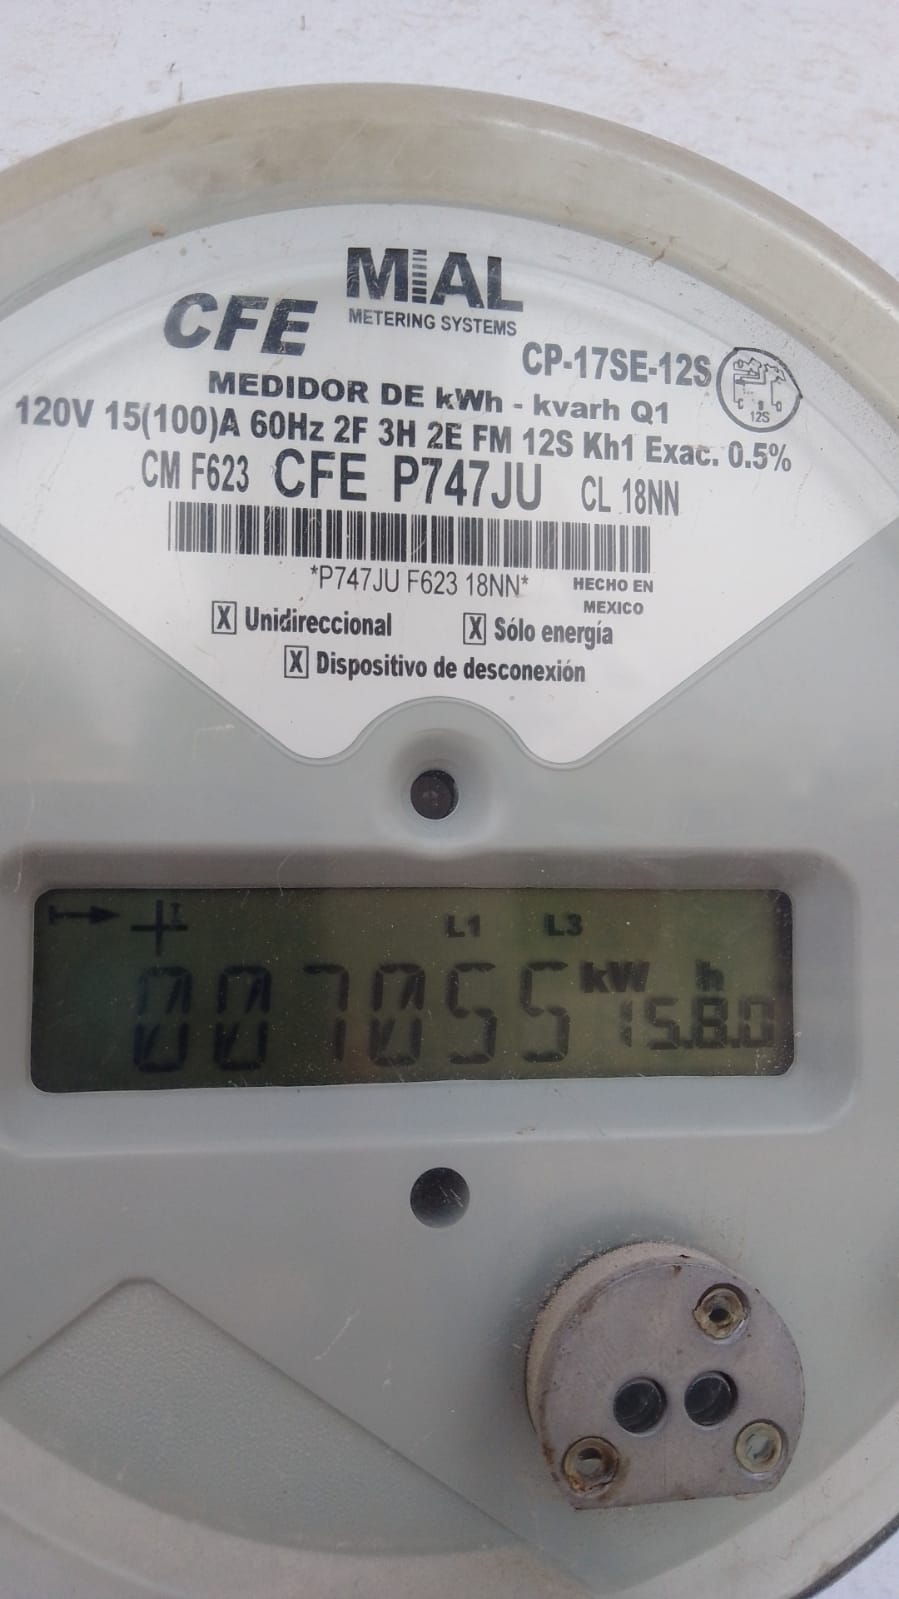 MIAL
METERING SYSTEMS
CFE
CP-17SE-12S
12S
MEDIDOR DE kWh - kvarh Q1
120V 15(100)A 60Hz 2F 3H 2E FM 12S Kh1 Exac. 0.5%
CM F623 CFE P747JU CL 18NN
*P747JU F623 18NN*
HECHO EN
MEXICO
X Unidireccional X Sólo energía
X Dispositivo de desconexión
L1 L3
007055 kW h
15.8.0